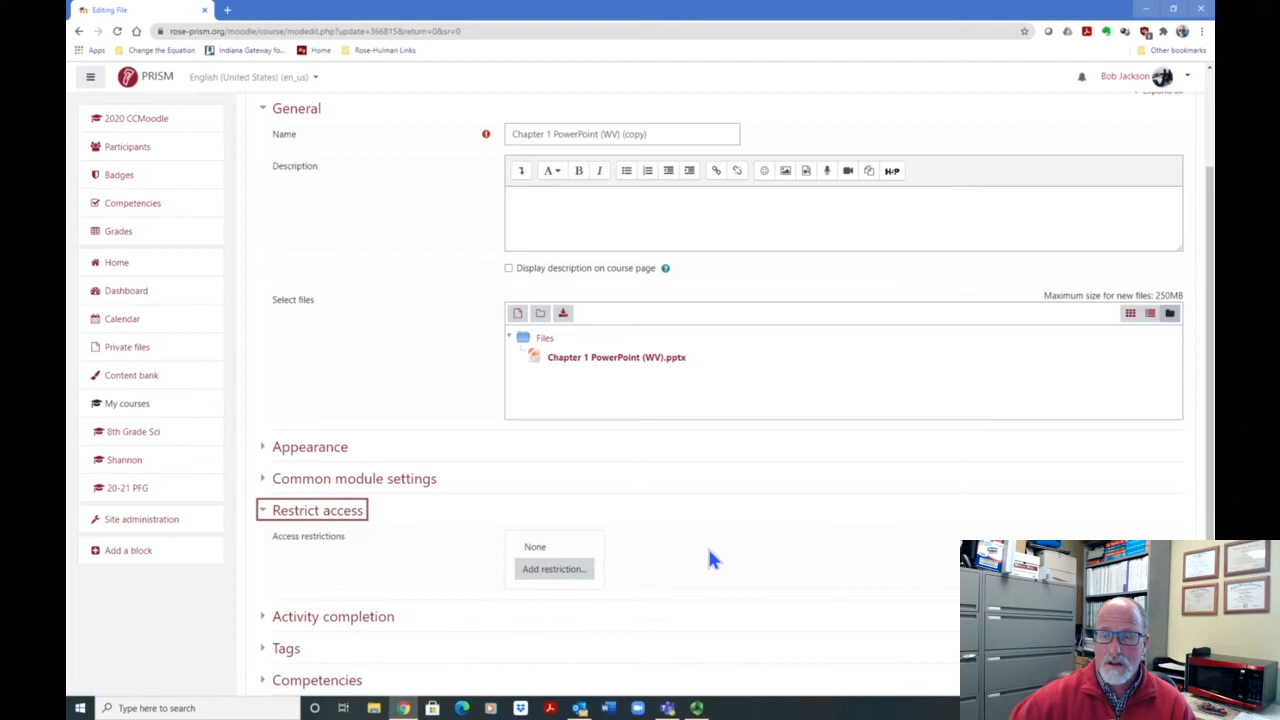 Editing File
rose-prism.org/moodle/course/modedit.php?update=366815&return=0&sr=0
Apps
Change the Equation
Indiana Gateway fo...
Home
Rose-Hulman Links
Other bookmarks
PRISM
English (United States) (en_us)
Bob Jackson
Expand all
2020 CCMoodle
Participants
Badges
Competencies
Grades
Home
Dashboard
Calendar
Private files
Content bank
My courses
8th Grade Sci
Shannon
20-21 PFG
Site administration
Add a block
General
Name
Chapter 1 PowerPoint (WV) (copy)
Description
A
B
I
H-P
Display description on course page
Select files
Maximum size for new files: 250MB
Files
Chapter 1 PowerPoint (WV).pptx
Appearance
Common module settings
Restrict access
Access restrictions
None
Add restriction...
Activity completion
Tags
Competencies
Type here to search